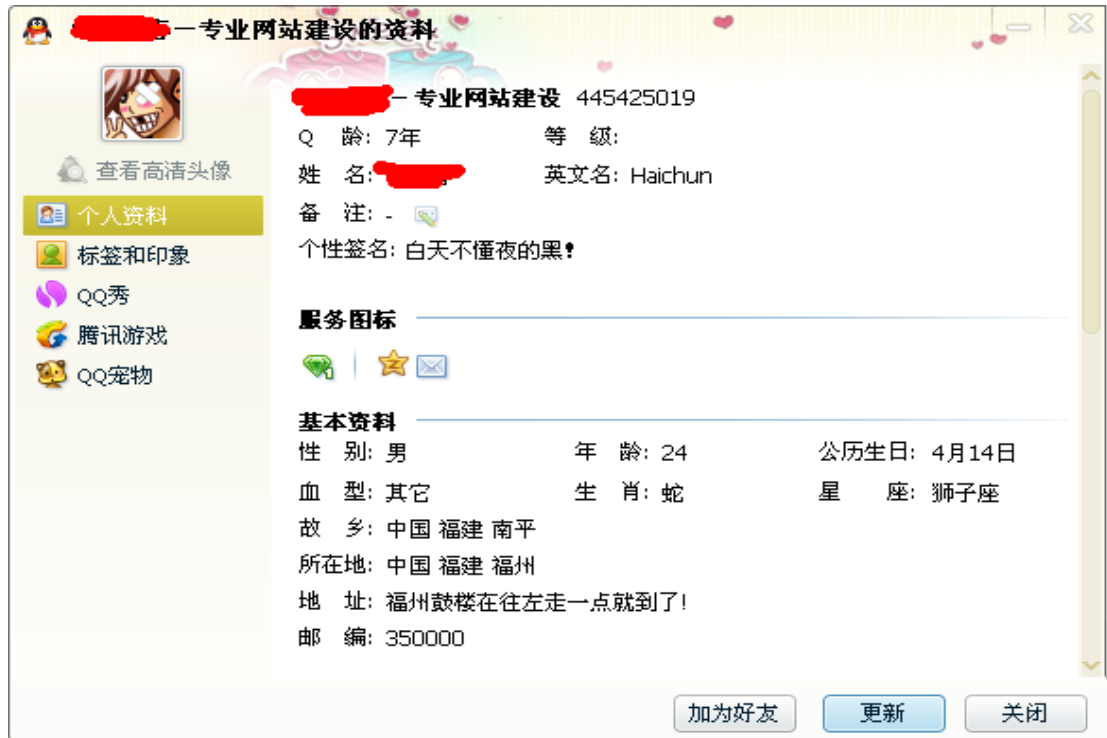 一专业网站建设的资料
查看高清头像
个人资料
标签和印象
QQ秀
腾讯游戏
QQ宠物
一 专业网站建设 445425019
Q 龄: 7年 等 级:
姓 名: 英文名: Haichun
备 注: -
个性签名: 白天不懂夜的黑!
服务图标
基本资料
性 别: 男 年 龄: 24 公历生日: 4月14日
血 型: 其它 生 肖: 蛇 星 座: 狮子座
故 乡: 中国 福建 南平
所在地: 中国 福建 福州
地 址: 福州鼓楼在往左走一点就到了!
邮 编: 350000
加为好友 更新 关闭